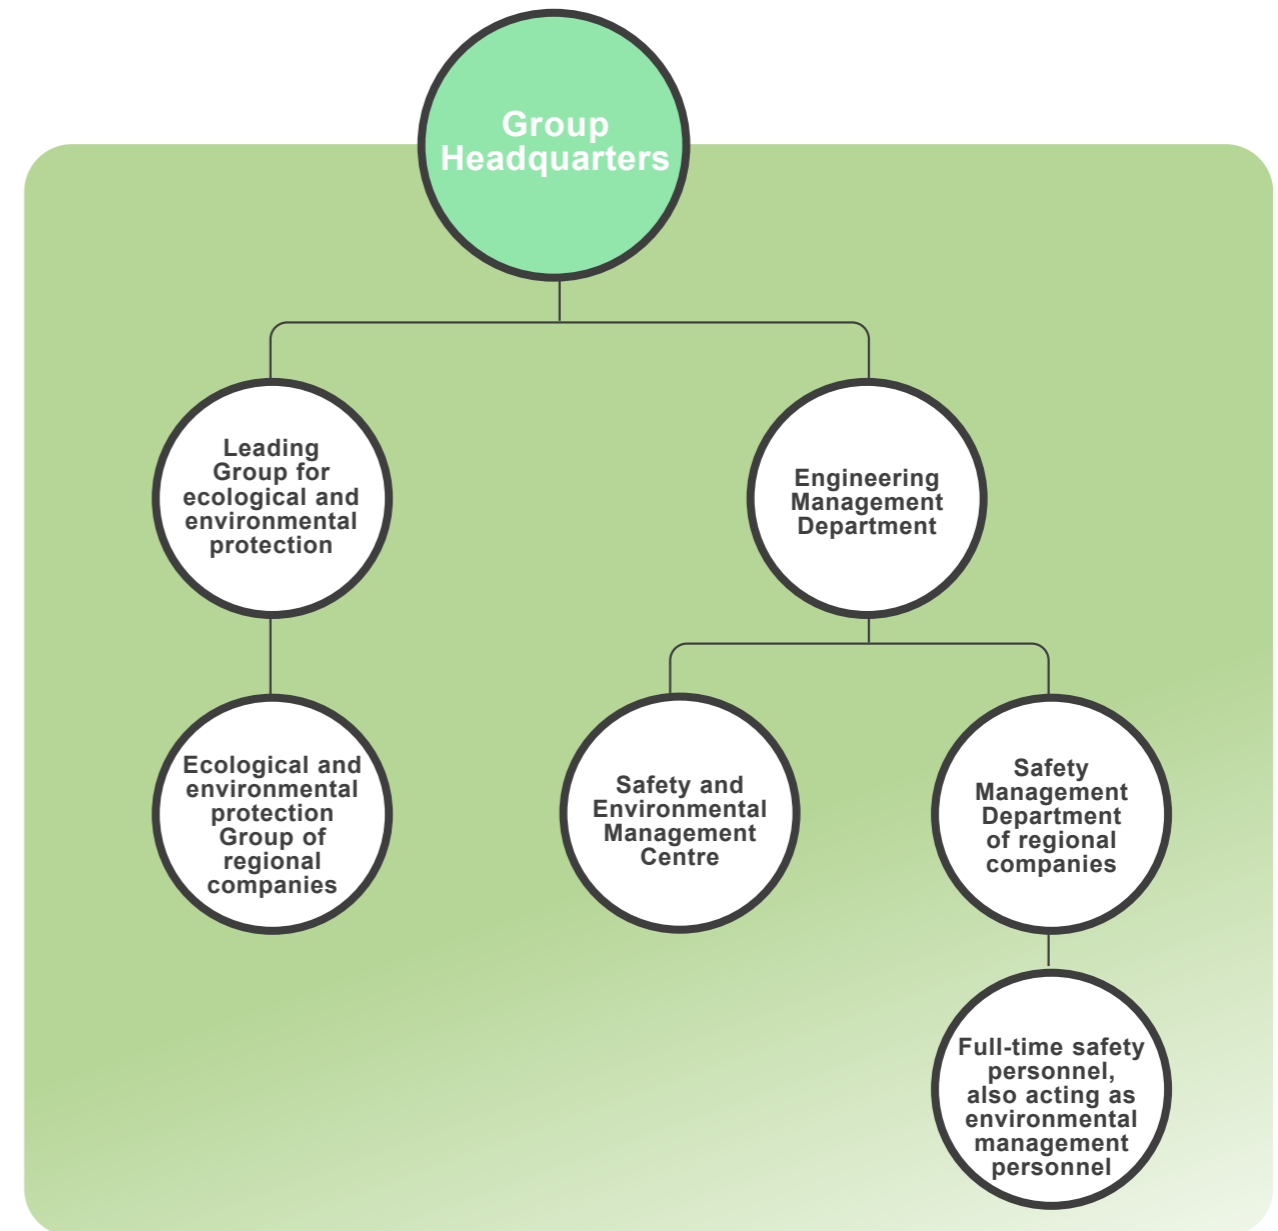 Group
Headquarters
Leading
Group for
ecological and
environmental
protection
Engineering
Management
Department
Ecological and
environmental
protection
Group of
regional
companies
Safety and
Environmental
Management
Centre
Safety
Management
Department
of regional
companies
Full-time safety
personnel,
also acting as
environmental
management
personnel